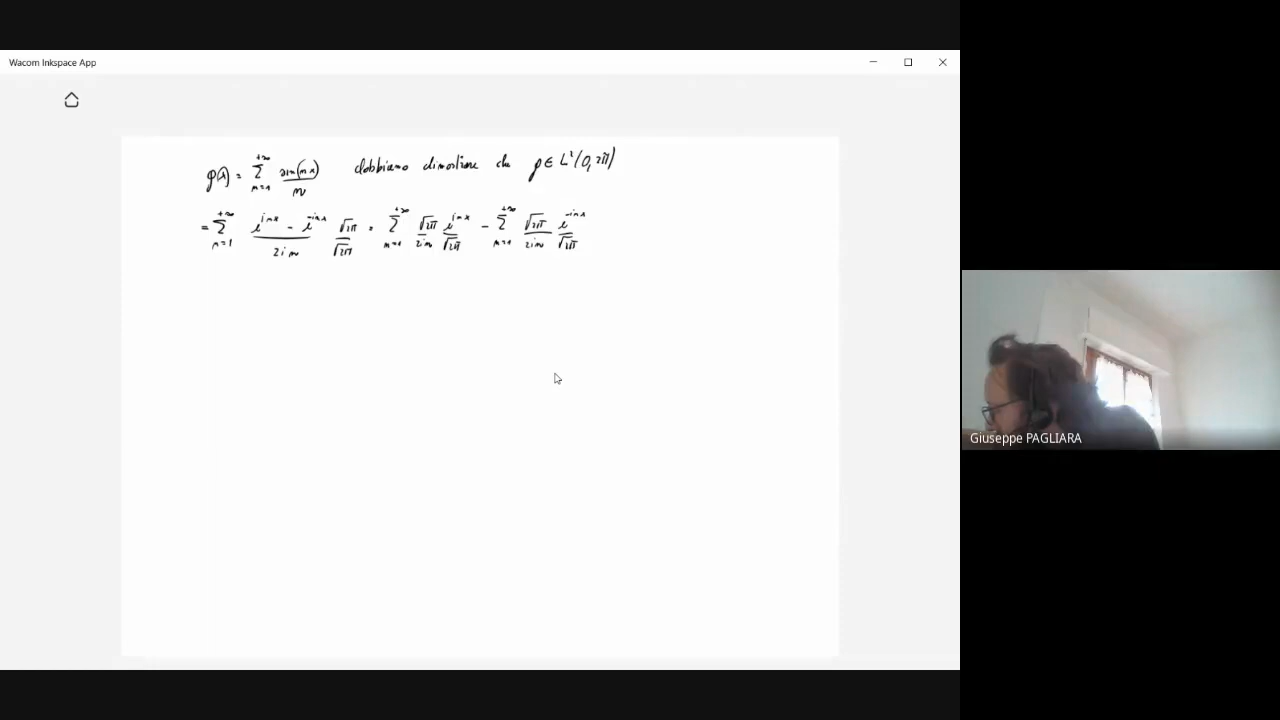 Wacom Inkspace App
φ(x) = Σ_{n=1}^{+∞} sin(nx)/n dobbiamo dimostrare che φ ∈ L²(0, 2π)
= Σ_{n=1}^{+∞} (e^{inx} - e^{-inx})/(2in) √2π/√2π = Σ_{n=1}^{+∞} √2π/(2in) e^{inx}/√2π - Σ_{n=1}^{+∞} √2π/(2in) e^{-inx}/√2π
Giuseppe PAGLIARA